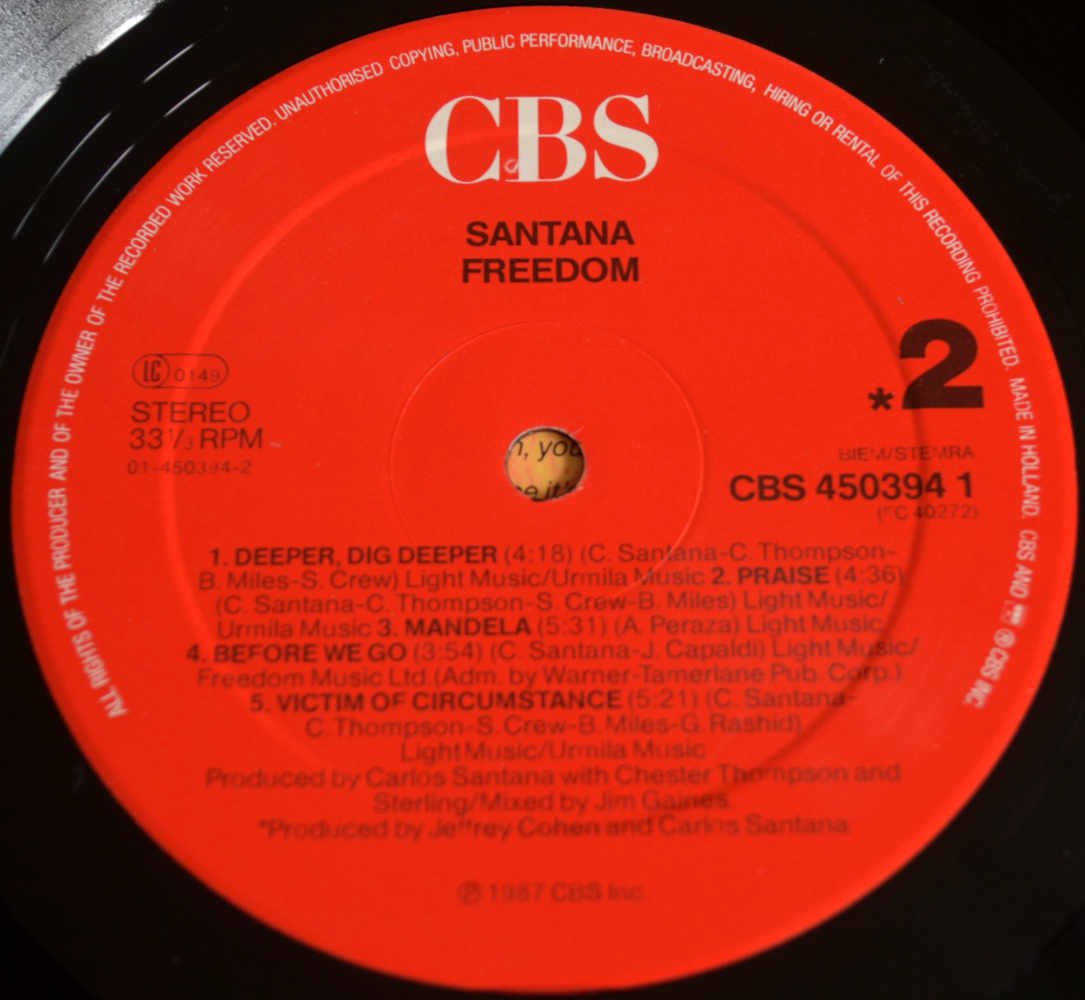 ALL RIGHTS OF THE PRODUCER AND OF THE OWNER OF THE RECORDED WORK RESERVED. UNAUTHORISED COPYING, PUBLIC PERFORMANCE, BROADCASTING, HIRING OR RENTAL OF THIS RECORDING PROHIBITED. MADE IN HOLLAND. CBS AND ℗ CBS INC.
CBS
SANTANA
FREEDOM
*2
LC 0149
STEREO
33 1/3 RPM
01-450394-2
BIEM/STEMRA
CBS 450394 1
(FC 40272)
n, you
e it's
1. DEEPER, DIG DEEPER (4:18) (C. Santana-C. Thompson-
B. Miles-S. Crew) Light Music/Urmila Music 2. PRAISE (4:36)
(C. Santana-C. Thompson-S. Crew-B. Miles) Light Music/
Urmila Music 3. MANDELA (5:31) (A. Peraza) Light Music
4. BEFORE WE GO (3:54) (C. Santana-J. Capaldi) Light Music/
Freedom Music Ltd. (Adm. by Warner-Tamerlane Pub. Corp.)
5. VICTIM OF CIRCUMSTANCE (5:21) (C. Santana-
C. Thompson-S. Crew-B. Miles-G. Rashid)
Light Music/Urmila Music
Produced by Carlos Santana with Chester Thompson and
Sterling/Mixed by Jim Gaines
*Produced by Jeffrey Cohen and Carlos Santana
℗ 1987 CBS Inc.